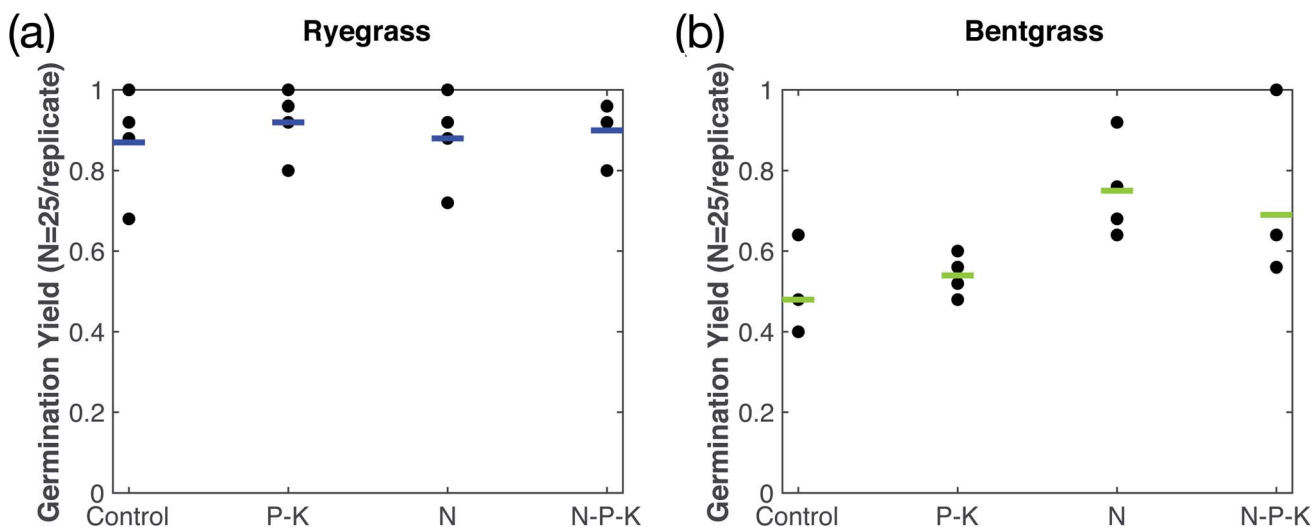 (a)
Ryegrass
Germination Yield (N=25/replicate)
1
0.8
0.6
0.4
0.2
0
Control P-K N N-P-K
(b)
Bentgrass
Germination Yield (N=25/replicate)
1
0.8
0.6
0.4
0.2
0
Control P-K N N-P-K